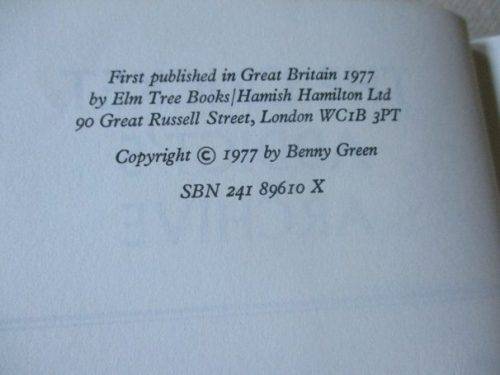 First published in Great Britain 1977
by Elm Tree Books/Hamish Hamilton Ltd
90 Great Russell Street, London WC1B 3PT
Copyright © 1977 by Benny Green
SBN 241 89610 X